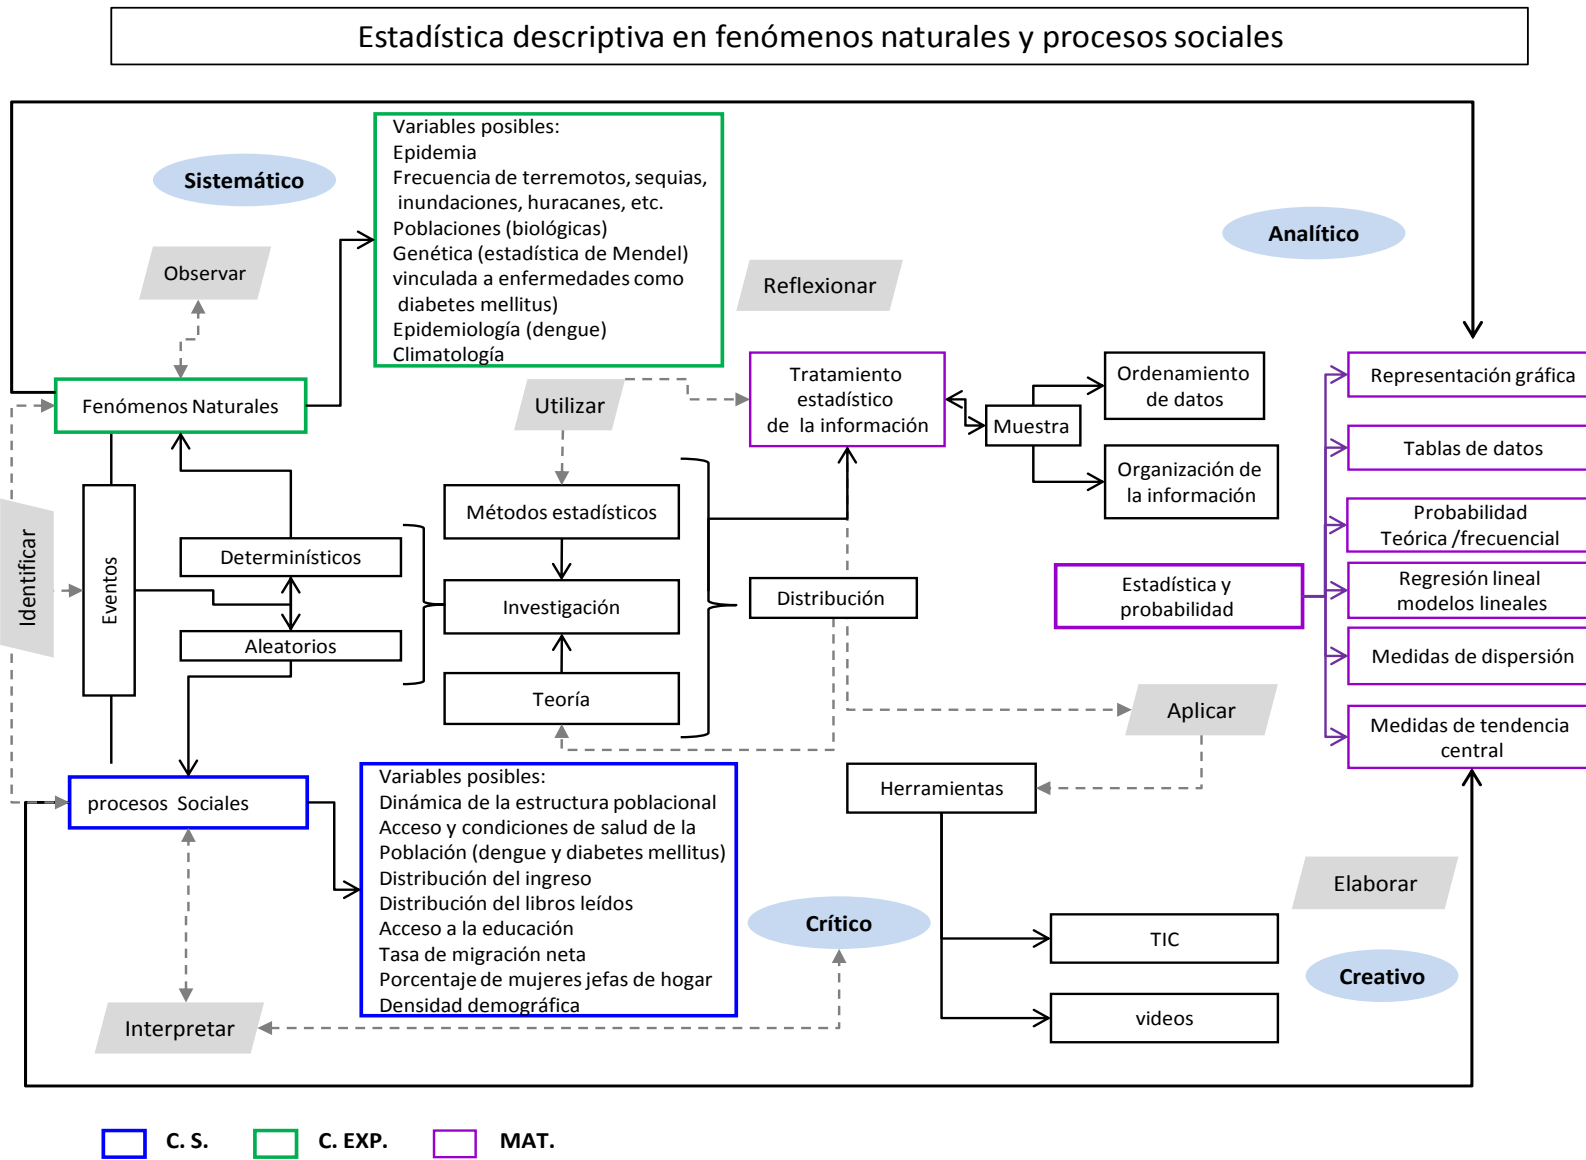 Estadística descriptiva en fenómenos naturales y procesos sociales
Variables posibles:
Epidemia
Frecuencia de terremotos, sequias,
inundaciones, huracanes, etc.
Poblaciones (biológicas)
Genética (estadística de Mendel)
vinculada a enfermedades como
diabetes mellitus)
Epidemiología (dengue)
Climatología
Sistemático
Analítico
Observar
Reflexionar
Fenómenos Naturales
Utilizar
Tratamiento
estadístico
de la información
Muestra
Ordenamiento
de datos
Organización de
la información
Representación gráfica
Tablas de datos
Probabilidad
Teórica /frecuencial
Regresión lineal
modelos lineales
Medidas de dispersión
Medidas de tendencia
central
Estadística y
probabilidad
Identificar
Eventos
Determinísticos
Aleatorios
Métodos estadísticos
Investigación
Teoría
Distribución
Aplicar
Herramientas
TIC
videos
Elaborar
Creativo
Crítico
procesos Sociales
Variables posibles:
Dinámica de la estructura poblacional
Acceso y condiciones de salud de la
Población (dengue y diabetes mellitus)
Distribución del ingreso
Distribución del libros leídos
Acceso a la educación
Tasa de migración neta
Porcentaje de mujeres jefas de hogar
Densidad demográfica
Interpretar
C. S.
C. EXP.
MAT.